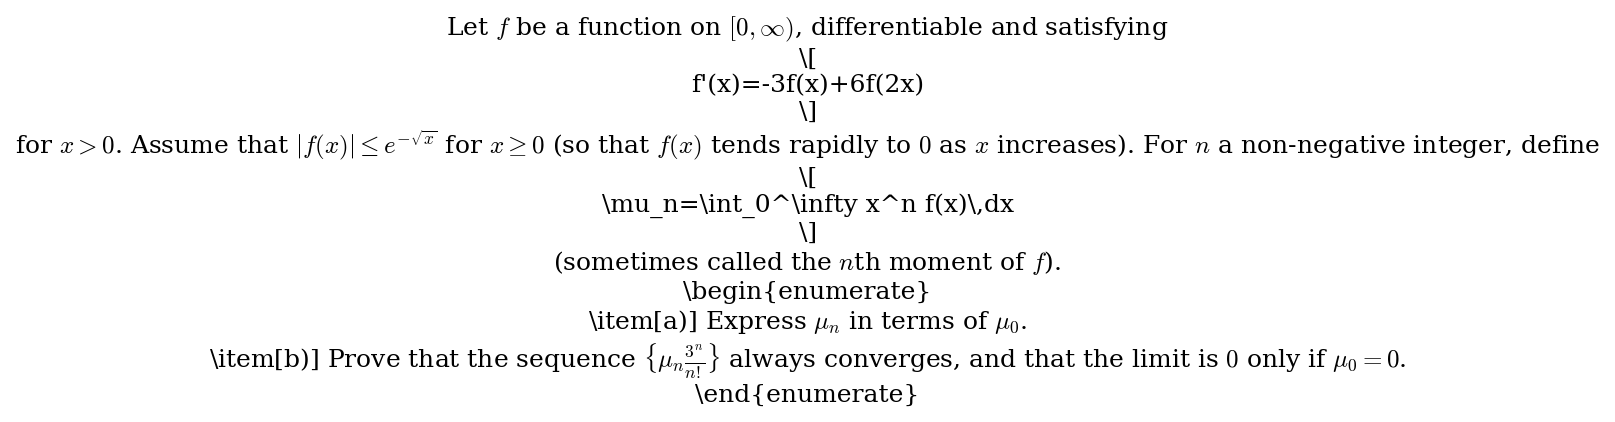 Let $f$ be a function on $[0,\infty)$, differentiable and satisfying
\[
f'(x)=-3f(x)+6f(2x)
\]
for $x>0$. Assume that $|f(x)|\le e^{-\sqrt{x}}$ for $x\ge 0$ (so that $f(x)$ tends rapidly to $0$ as $x$ increases). For $n$ a non-negative integer, define
\[
\mu_n=\int_0^\infty x^n f(x)\,dx
\]
(sometimes called the $n$th moment of $f$).
\begin{enumerate}
\item[a)] Express $\mu_n$ in terms of $\mu_0$.
\item[b)] Prove that the sequence $\left\{\mu_n\frac{3^n}{n!}\right\}$ always converges, and that the limit is $0$ only if $\mu_0=0$.
\end{enumerate}